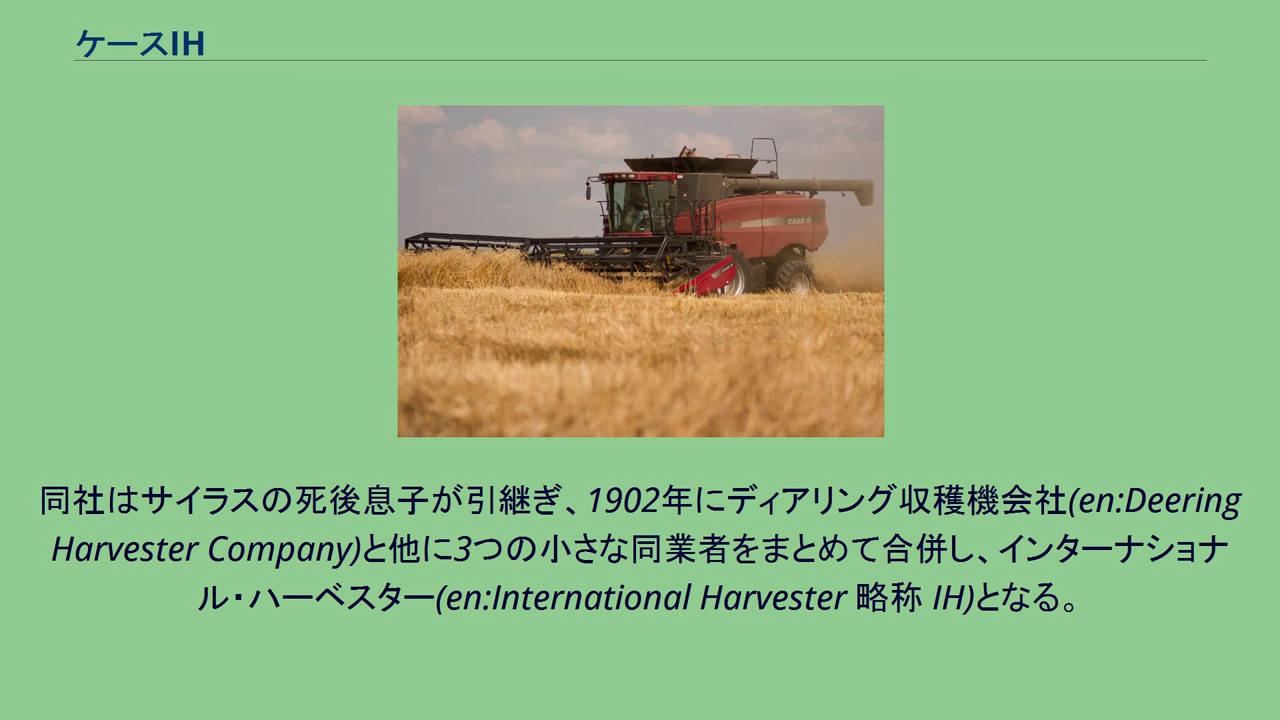 ケースIH
CASE IH
同社はサイラスの死後息子が引継ぎ、1902年にディアリング収穫機会社(en:Deering
Harvester Company)と他に3つの小さな同業者をまとめて合併し、インターナショナ
ル・ハーベスター(en:International Harvester 略称 IH)となる。